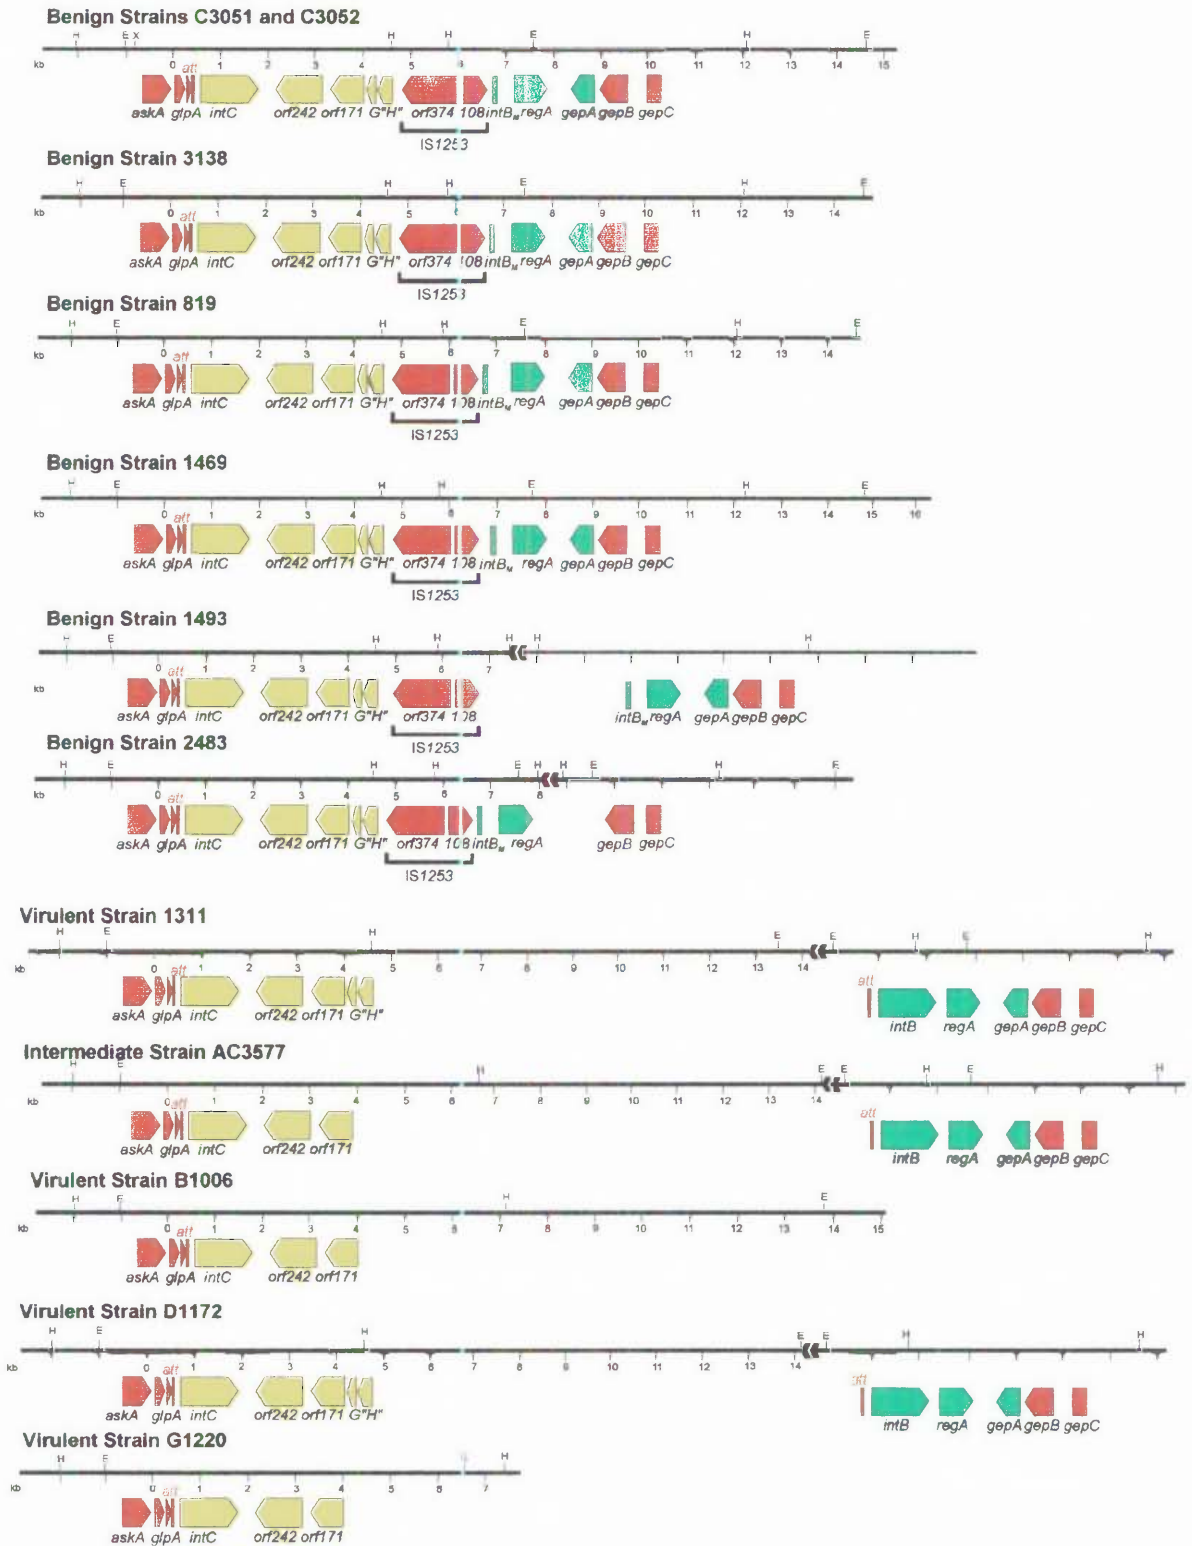 Benign Strains C3051 and C3052
H E X H H E H E
kb 0 1 2 3 4 5 6 7 8 9 10 11 12 13 14 15
att
askA glpA intC orf242 orf171 G"H" orf374 108 intBM regA gepA gepB gepC
IS1253
Benign Strain 3138
H E H H E H E
0 1 2 3 4 5 6 7 8 9 10 11 12 13 14
kb att
askA glpA intC orf242 orf171 G"H" orf374 108 intBM regA gepA gepB gepC
IS1253
Benign Strain 819
H E H H E H E
kb 0 1 2 3 4 5 6 7 8 9 10 11 12 13 14
att
askA glpA intC orf242 orf171 G"H" orf374 108 intBM regA gepA gepB gepC
IS1253
Benign Strain 1469
H E H H E H E
kb 0 1 2 3 4 5 6 7 8 9 10 11 12 13 14 15 16
att
askA glpA intC orf242 orf171 G"H" orf374 108 intBM regA gepA gepB gepC
IS1253
Benign Strain 1493
H E H H H H H
0 1 2 3 4 5 6 7
kb att
askA glpA intC orf242 orf171 G"H" orf374 108 intBM regA gepA gepB gepC
IS1253
Benign Strain 2483
H E H H E H H E H E
kb 0 1 2 3 4 5 6 7 8
att
askA glpA intC orf242 orf171 G"H" orf374 108 intBM regA gepB gepC
IS1253
Virulent Strain 1311
H E H E E H E H
kb 0 1 2 3 4 5 6 7 8 9 10 11 12 13 14
att att
askA glpA intC orf242 orf171 G"H" intB regA gepA gepB gepC
Intermediate Strain AC3577
H E H E E H E H
kb 0 1 2 3 4 5 6 7 8 9 10 11 12 13 14
att att
askA glpA intC orf242 orf171 intB regA gepA gepB gepC
Virulent Strain B1006
H E H E
kb 0 1 2 3 4 5 6 7 8 9 10 11 12 13 14 15
att
askA glpA intC orf242 orf171
Virulent Strain D1172
H E H E E H H
kb 0 1 2 3 4 5 6 7 8 9 10 11 12 13 14
att att
askA glpA intC orf242 orf171 G"H" intB regA gepA gepB gepC
Virulent Strain G1220
H E H
kb 0 1 2 3 4 5 6 7
att
askA glpA intC orf242 orf171